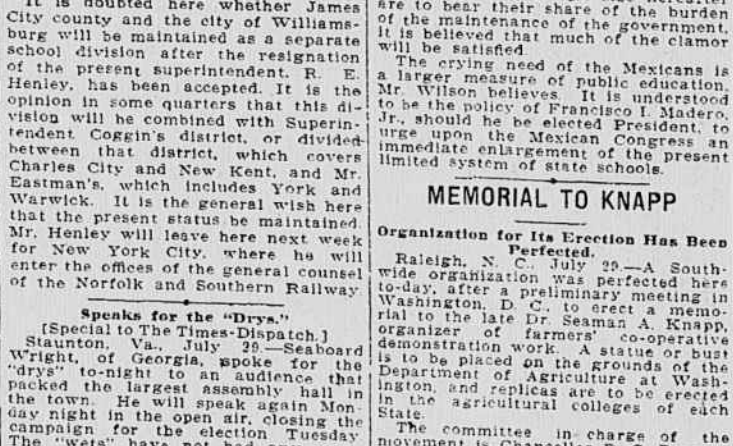 It is doubted here whether James
City county and the city of Williams-
burg will be maintained as a separate
school division after the resignation
of the present superintendent, R. E.
Henley, has been accepted. It is the
opinion in some quarters that this di-
vision will be combined with Superin-
tendent Coggin's district, or divided
between that district, which covers
Charles City and New Kent, and Mr.
Eastman's, which includes York and
Warwick. It is the general wish here
that the present status be maintained.
Mr. Henley will leave here next week
for New York City, where he will
enter the offices of the general counsel
of the Norfolk and Southern Railway.
Speaks for the "Drys."
[Special to The Times-Dispatch.]
Staunton, Va., July 29.—Seaboard
Wright, of Georgia, spoke for the
"drys" to-night to an audience that
packed the largest assembly hall in
the town. He will speak again Mon-
day night in the open air, closing the
campaign for the election Tuesday.
The "wets" have not
are to bear their share of the burden
of the maintenance of the government,
it is believed that much of the clamor
will be satisfied.
The crying need of the Mexicans is
a larger measure of public education,
Mr. Wilson believes. It is understood
to be the policy of Francisco I. Madero,
Jr., should he be elected President, to
urge upon the Mexican Congress an
immediate enlargement of the present
limited system of state schools.
MEMORIAL TO KNAPP
Organization for Its Erection Has Been
Perfected.
Raleigh, N. C., July 29.—A South-
wide organization was perfected here
to-day, after a preliminary meeting in
Washington, D. C., to erect a memo-
rial to the late Dr. Seaman A. Knapp,
organizer of farmers' co-operative
demonstration work. A statue or bust
is to be placed on the grounds of the
Department of Agriculture at Wash-
ington, and replicas are to be erected
in the agricultural colleges of each
State.
The committee in charge of the
movement is Chancellor